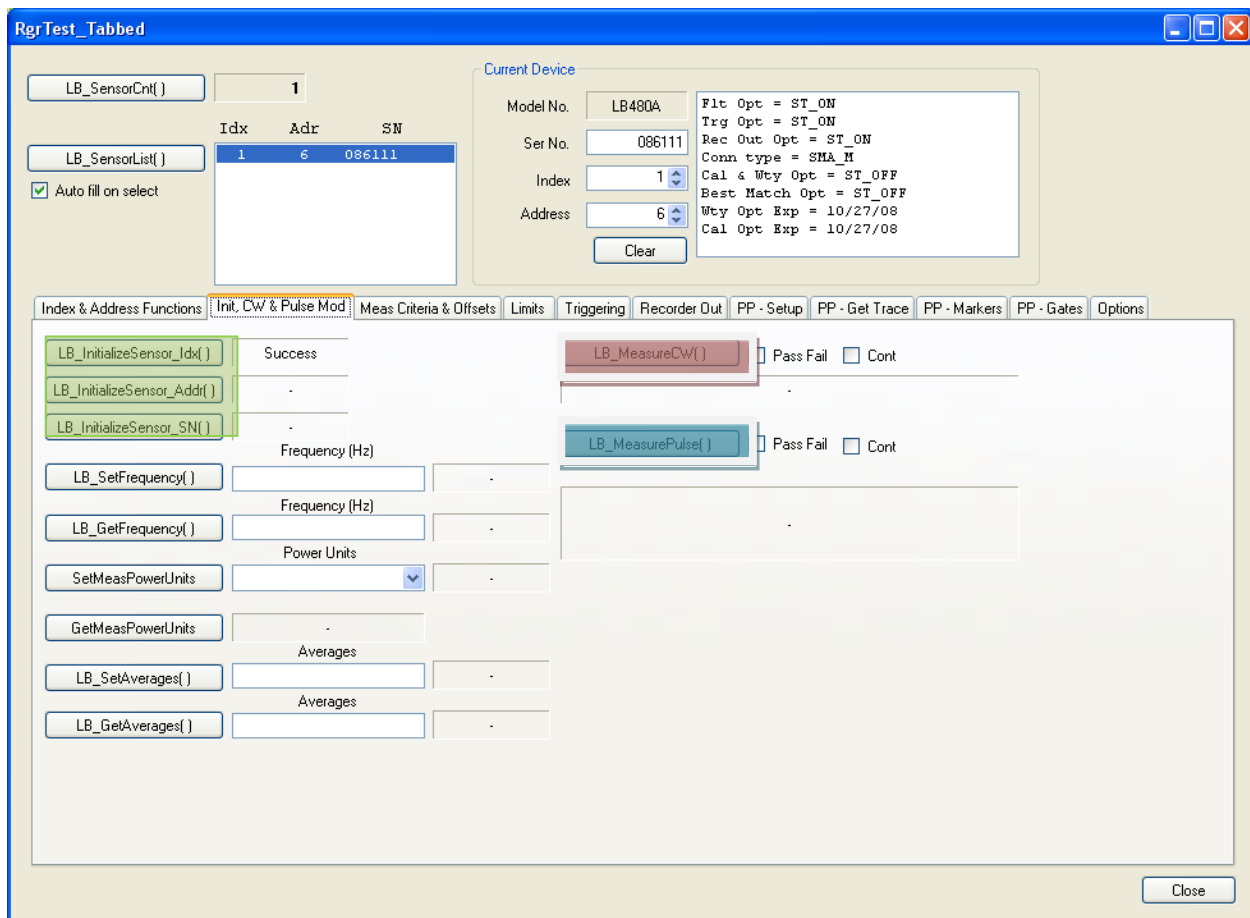 RgrTest_Tabbed
LB_SensorCnt( )
1
Idx Adr SN
LB_SensorList( )
1 6 086111
Auto fill on select
Current Device
Model No. LB480A
Ser No. 086111
Index 1
Address 6
Clear
Flt Opt = ST_ON
Trg Opt = ST_ON
Rec Out Opt = ST_ON
Conn type = SMA_M
Cal & Wty Opt = ST_OFF
Best Match Opt = ST_OFF
Wty Opt Exp = 10/27/08
Cal Opt Exp = 10/27/08
Index & Address Functions Init, CW & Pulse Mod Meas Criteria & Offsets Limits Triggering Recorder Out PP - Setup PP - Get Trace PP - Markers PP - Gates Options
LB_InitializeSensor_Idx( ) Success
LB_InitializeSensor_Addr( ) -
LB_InitializeSensor_SN( ) -
Frequency (Hz)
LB_SetFrequency( ) -
Frequency (Hz)
LB_GetFrequency( ) -
Power Units
SetMeasPowerUnits -
GetMeasPowerUnits -
Averages
LB_SetAverages( ) -
Averages
LB_GetAverages( ) -
LB_MeasureCW( ) Pass Fail Cont
-
LB_MeasurePulse( ) Pass Fail Cont
-
Close